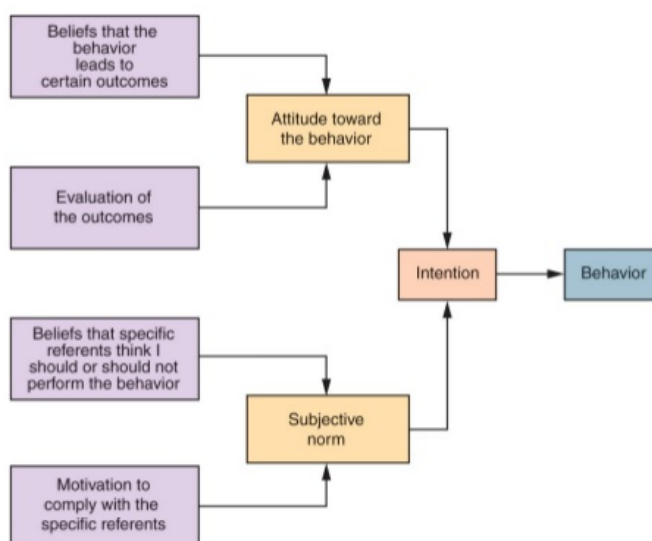 Beliefs that the
behavior
leads to
certain outcomes
Attitude toward
the behavior
Evaluation of
the outcomes
Intention
Behavior
Beliefs that specific
referents think I
should or should not
perform the behavior
Subjective
norm
Motivation to
comply with the
specific referents